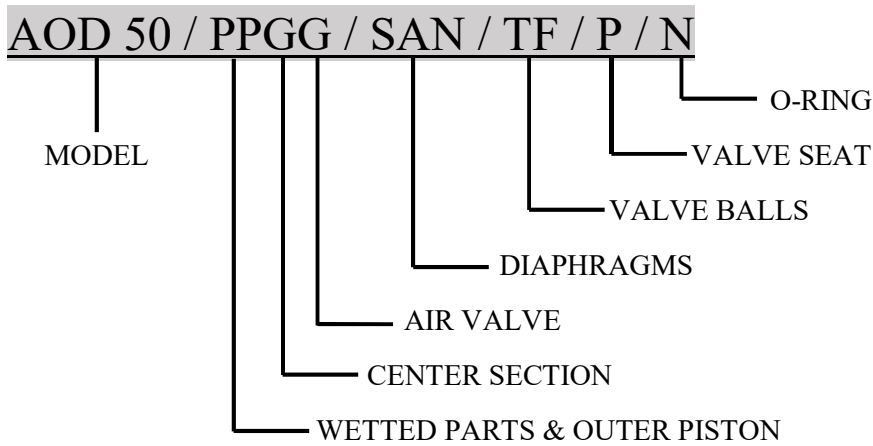 AOD 50 / PPGG / SAN / TF / P / N
O-RING
MODEL
VALVE SEAT
VALVE BALLS
DIAPHRAGMS
AIR VALVE
CENTER SECTION
WETTED PARTS & OUTER PISTON